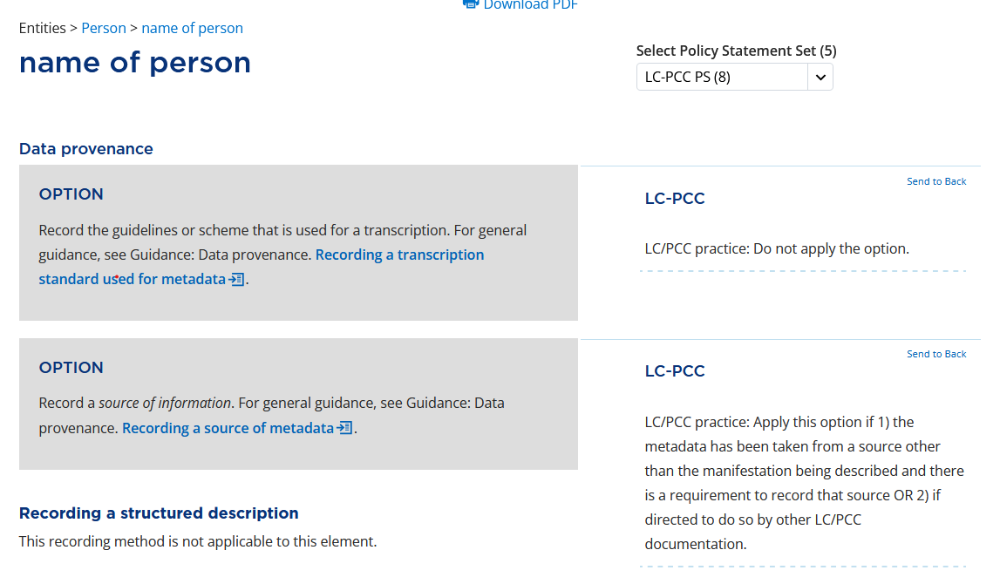 Download PDF
Entities > Person > name of person
name of person
Select Policy Statement Set (5)
LC-PCC PS (8)
Data provenance
OPTION
Record the guidelines or scheme that is used for a transcription. For general
guidance, see Guidance: Data provenance. Recording a transcription
standard used for metadata.
Send to Back
LC-PCC
LC/PCC practice: Do not apply the option.
OPTION
Record a source of information. For general guidance, see Guidance: Data
provenance. Recording a source of metadata.
Send to Back
LC-PCC
LC/PCC practice: Apply this option if 1) the
metadata has been taken from a source other
than the manifestation being described and there
is a requirement to record that source OR 2) if
directed to do so by other LC/PCC
documentation.
Recording a structured description
This recording method is not applicable to this element.